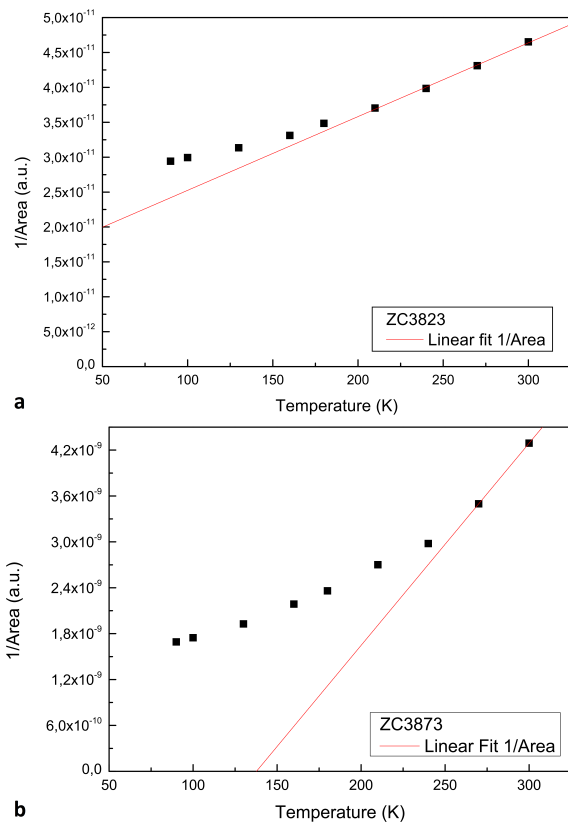 5,0x10⁻¹¹
4,5x10⁻¹¹
4,0x10⁻¹¹
3,5x10⁻¹¹
3,0x10⁻¹¹
2,5x10⁻¹¹
2,0x10⁻¹¹
1,5x10⁻¹¹
1,0x10⁻¹¹
5,0x10⁻¹²
0,0
1/Area (a.u.)
ZC3823
Linear fit 1/Area
50 100 150 200 250 300
Temperature (K)
a
4,2x10⁻⁹
3,6x10⁻⁹
3,0x10⁻⁹
2,4x10⁻⁹
1,8x10⁻⁹
1,2x10⁻⁹
6,0x10⁻¹⁰
0,0
1/Area (a.u.)
ZC3873
Linear Fit 1/Area
50 100 150 200 250 300
Temperature (K)
b